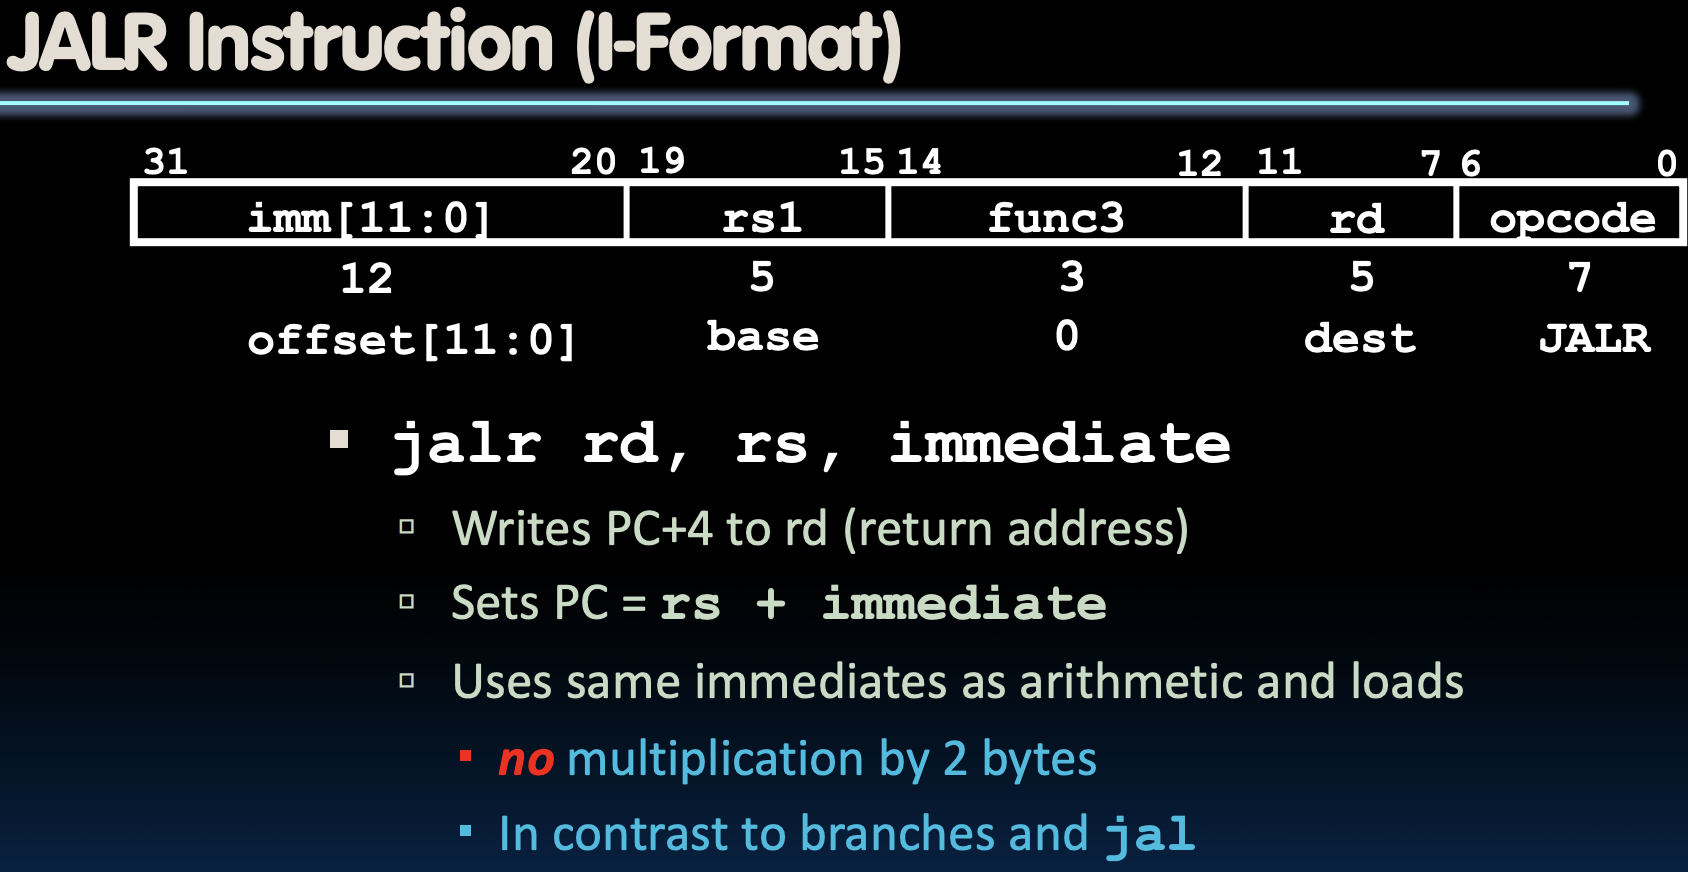 JALR Instruction (I-Format)
31 20 19 15 14 12 11 7 6 0
imm[11:0] rs1 func3 rd opcode
12 5 3 5 7
offset[11:0] base 0 dest JALR
jalr rd, rs, immediate
Writes PC+4 to rd (return address)
Sets PC = rs + immediate
Uses same immediates as arithmetic and loads
no multiplication by 2 bytes
In contrast to branches and jal